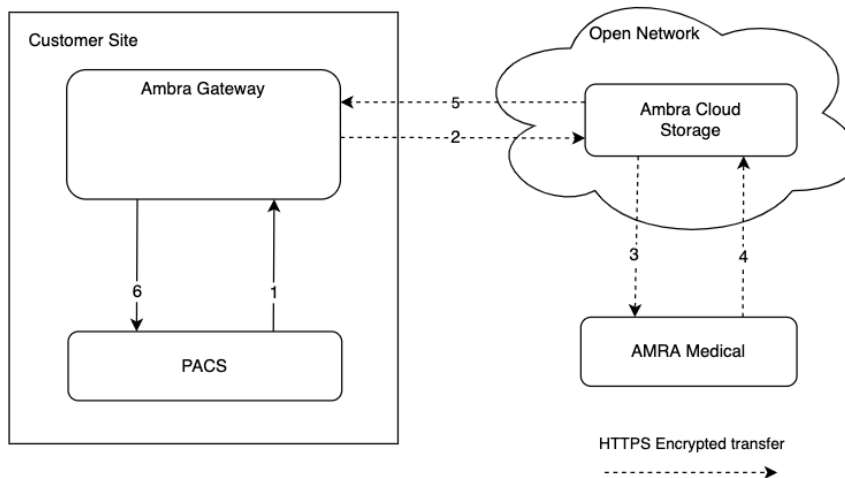 Customer Site
Open Network
Ambra Gateway
5
Ambra Cloud
Storage
2
3
4
6
1
PACS
AMRA Medical
HTTPS Encrypted transfer